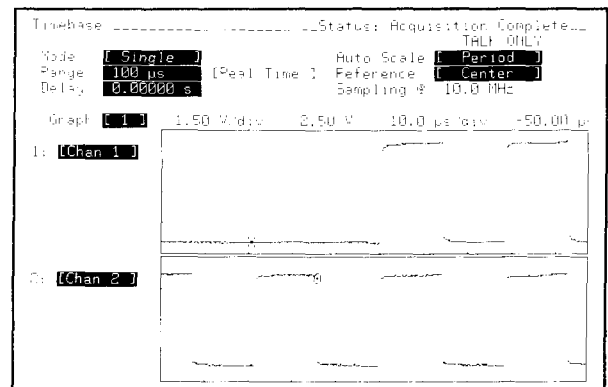 Timebase Status: Acquisition Complete
TALK ONLY
Mode [ Single ] Auto Scale [ Period ]
Range 100 µs [Real Time ] Reference [ Center ]
Delay 0.00000 s Sampling @ 10.0 MHz
Graph [ 1 ] 1.50 V/div 2.50 V 10.0 µs/div -50.00 µ
1: [Chan 1 ]
2: [Chan 2 ]